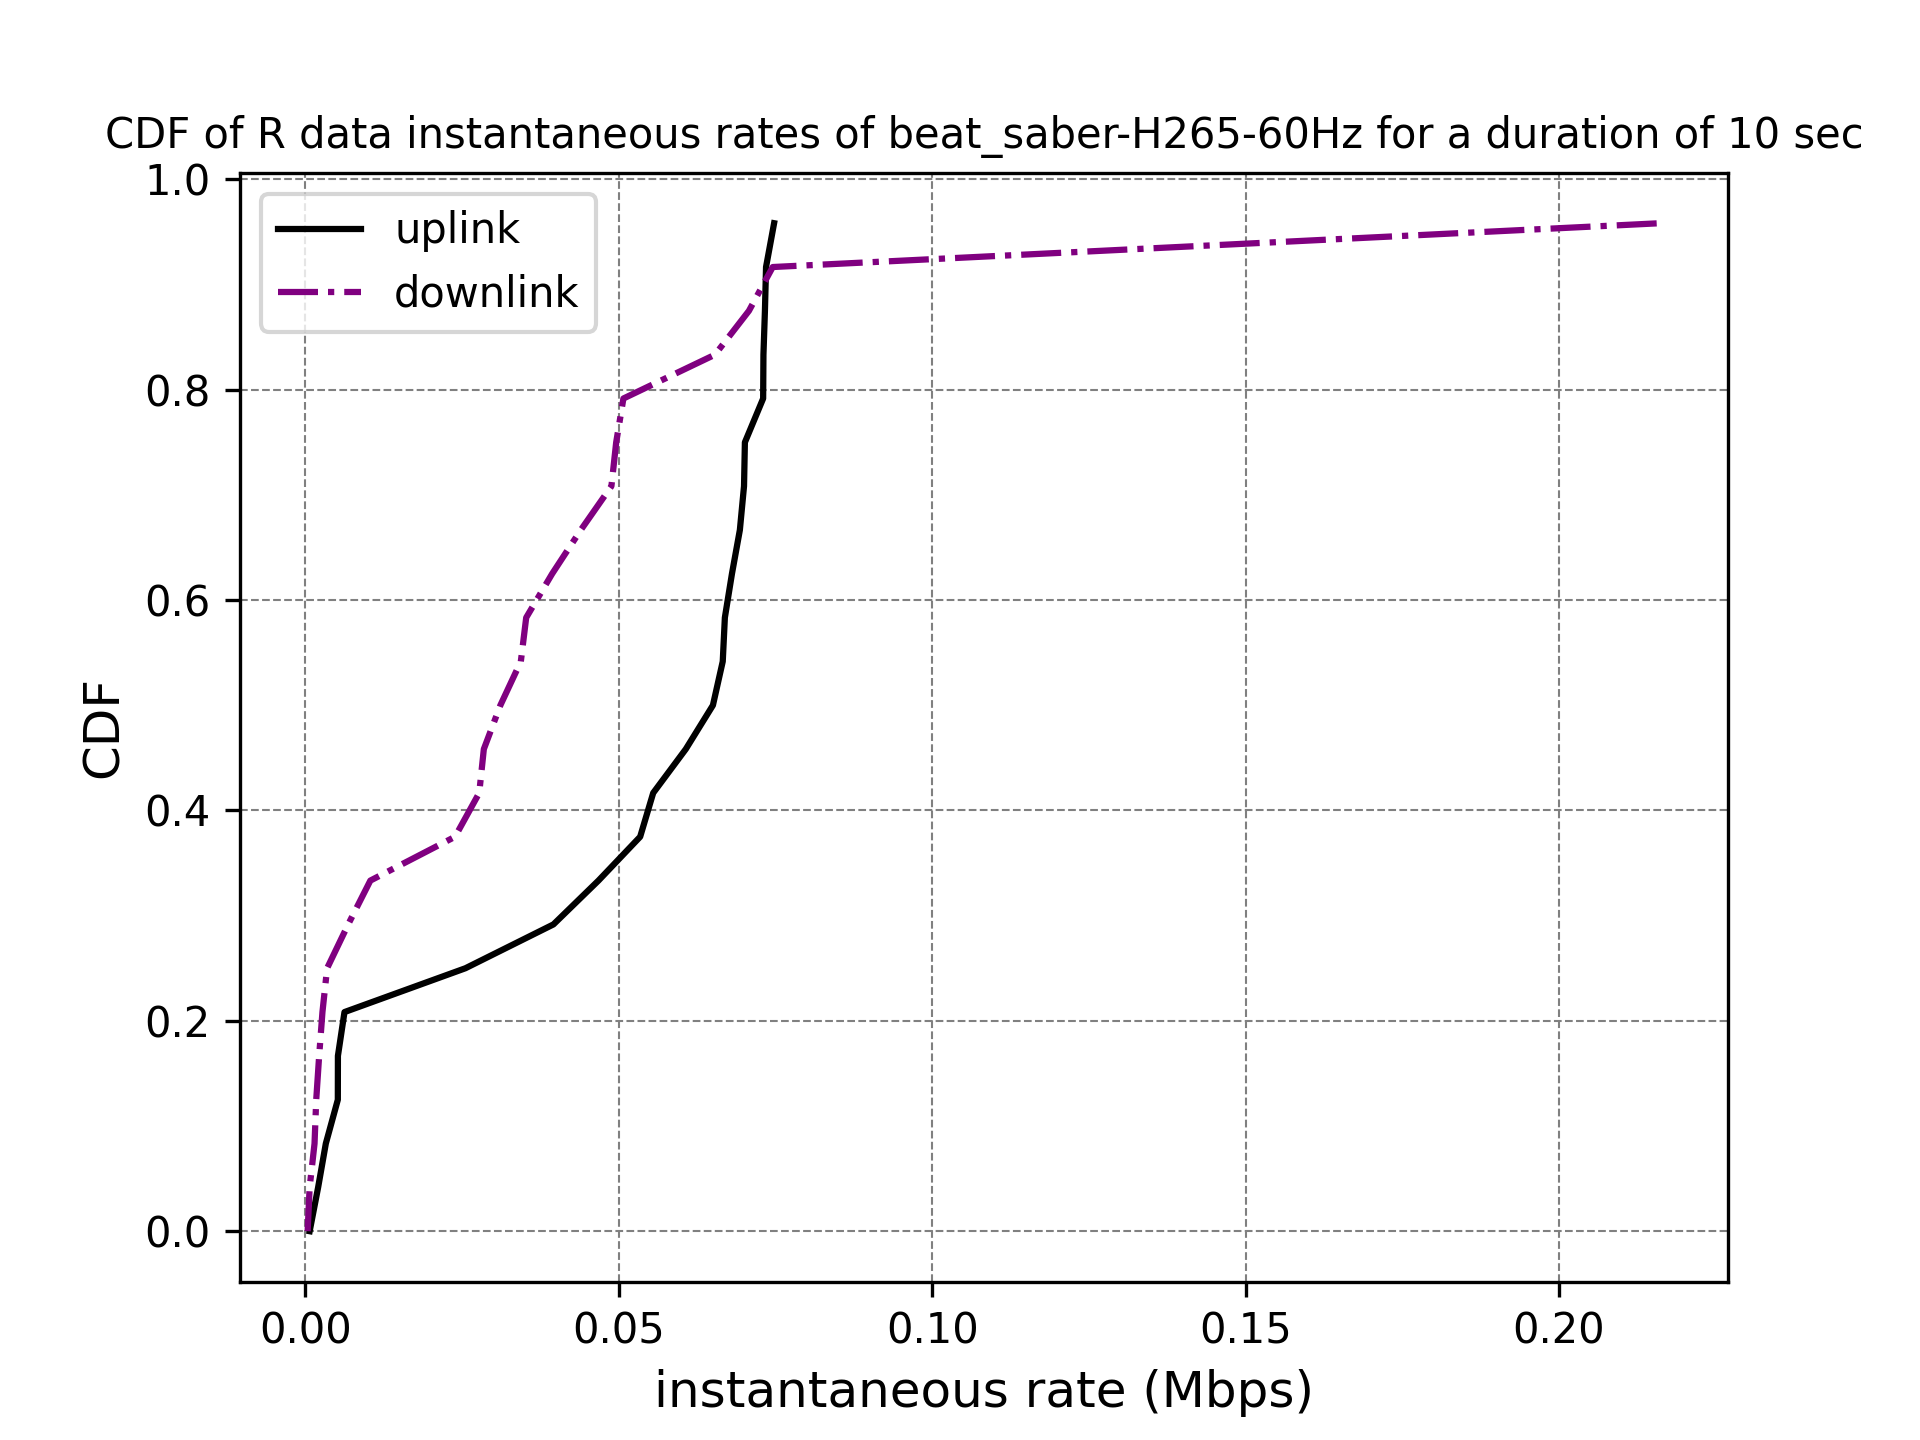 CDF of R data instantaneous rates of beat_saber-H265-60Hz for a duration of 10 sec
1.0
0.8
0.6
0.4
0.2
0.0
CDF
uplink
downlink
0.00 0.05 0.10 0.15 0.20
instantaneous rate (Mbps)